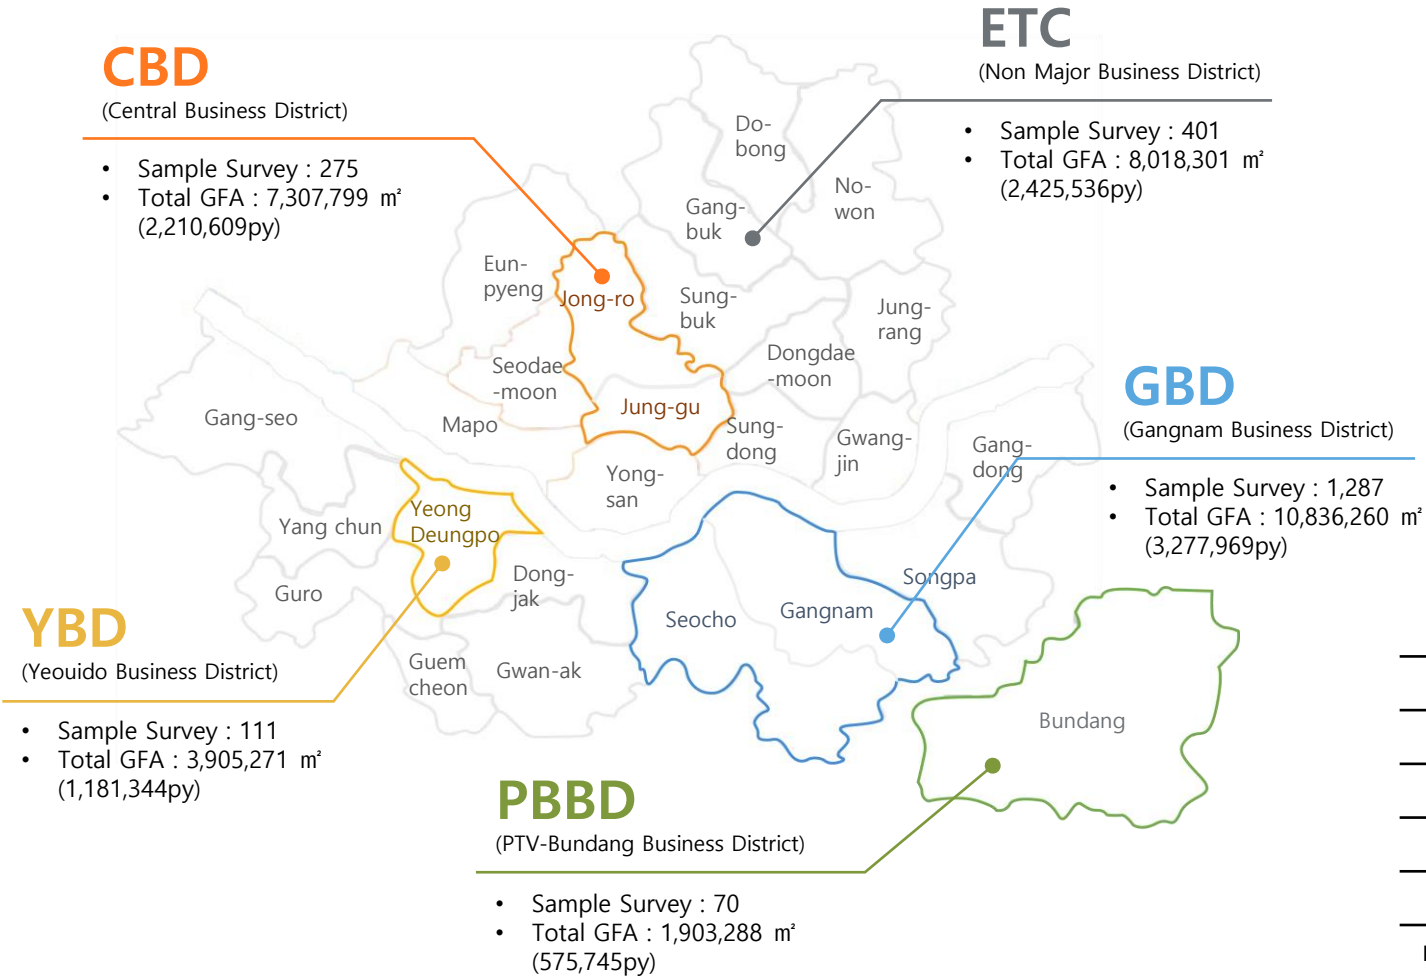 CBD
(Central Business District)
• Sample Survey : 275
• Total GFA : 7,307,799 ㎡
(2,210,609py)
ETC
(Non Major Business District)
• Sample Survey : 401
• Total GFA : 8,018,301 ㎡
(2,425,536py)
GBD
(Gangnam Business District)
• Sample Survey : 1,287
• Total GFA : 10,836,260 ㎡
(3,277,969py)
YBD
(Yeouido Business District)
• Sample Survey : 111
• Total GFA : 3,905,271 ㎡
(1,181,344py)
PBBD
(PTV-Bundang Business District)
• Sample Survey : 70
• Total GFA : 1,903,288 ㎡
(575,745py)
Do-
bong
No-
won
Gang-
buk
Eun-
pyeng
Jong-ro
Sung-
buk
Jung-
rang
Seodae
-moon
Dongdae
-moon
Gang-seo
Mapo
Jung-gu
Sung-
dong
Gwang-
jin
Gang-
dong
Yong-
san
Yang chun
Yeong
Deungpo
Guro
Dong-
jak
Seocho
Gangnam
Songpa
Guem
cheon
Gwan-ak
Bundang